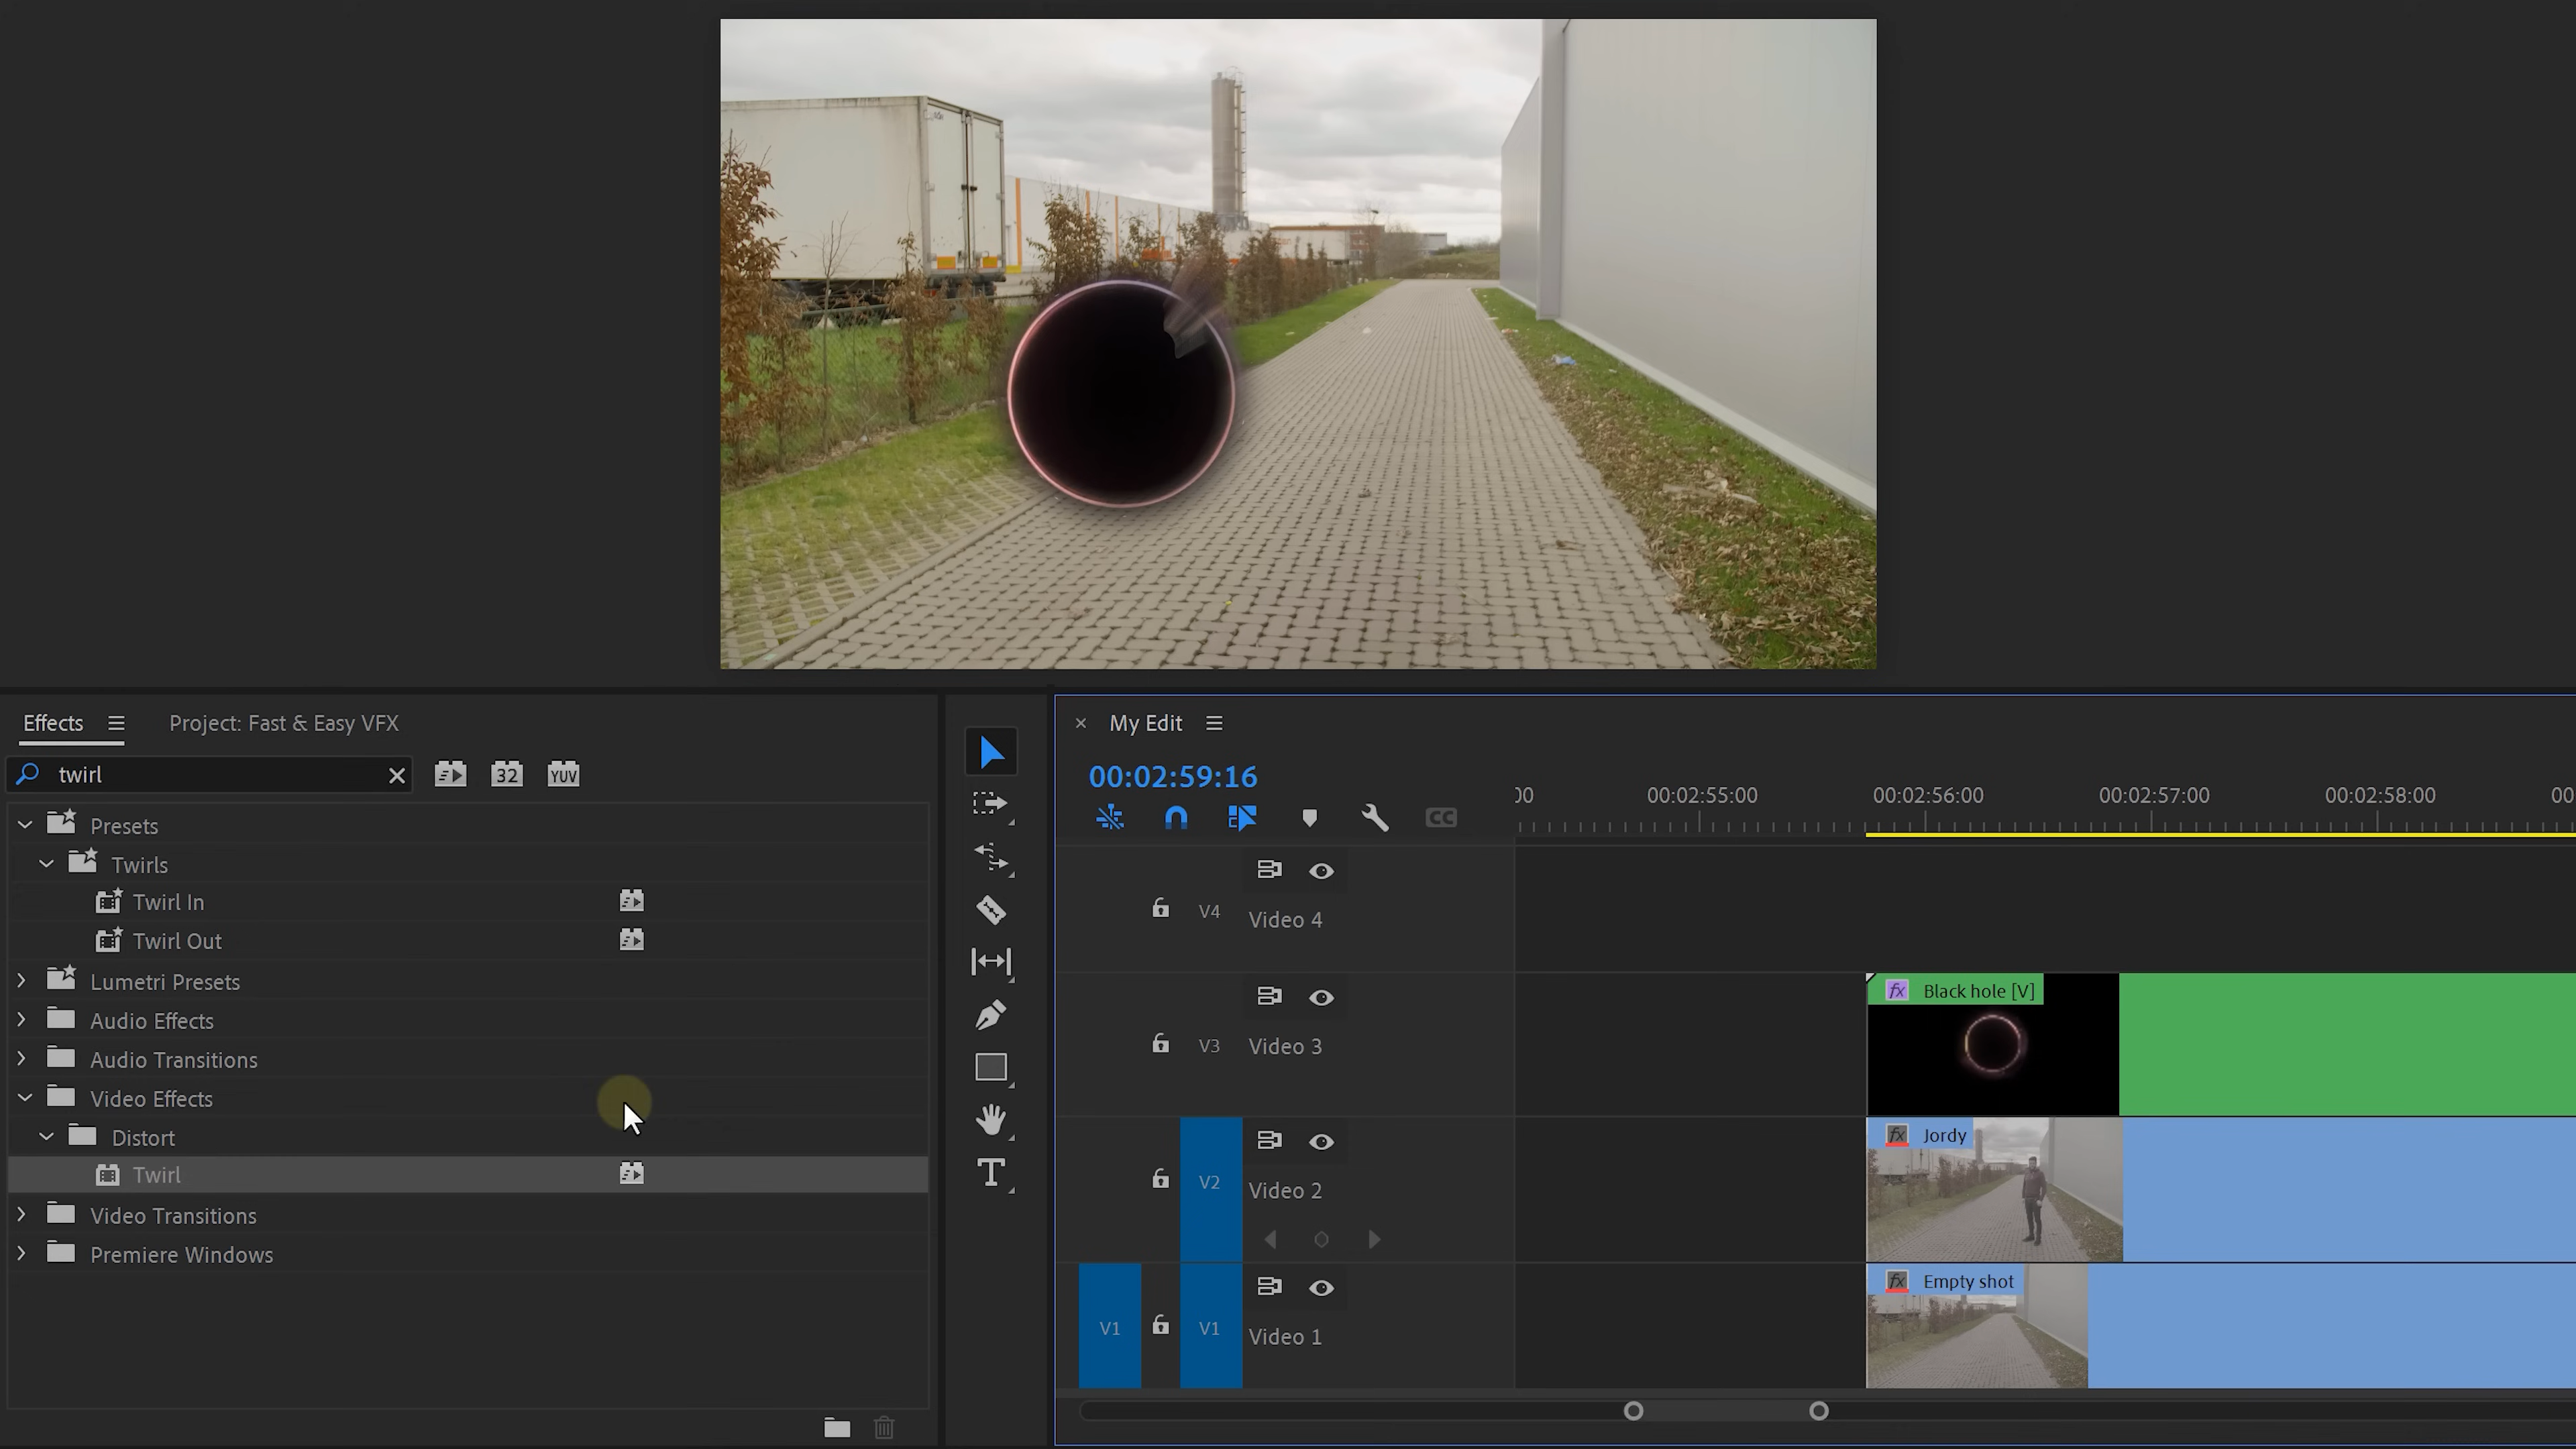 Effects
Project: Fast & Easy VFX
twirl
32
YUV
Presets
Twirls
Twirl In
Twirl Out
Lumetri Presets
Audio Effects
Audio Transitions
Video Effects
Distort
Twirl
Video Transitions
Premiere Windows
T
My Edit
00:02:59:16
CC
00
00:02:55:00
00:02:56:00
00:02:57:00
00:02:58:00
00
V4
Video 4
V3
Video 3
fx
Black hole [V]
V2
Video 2
fx
Jordy
V1
V1
Video 1
fx
Empty shot